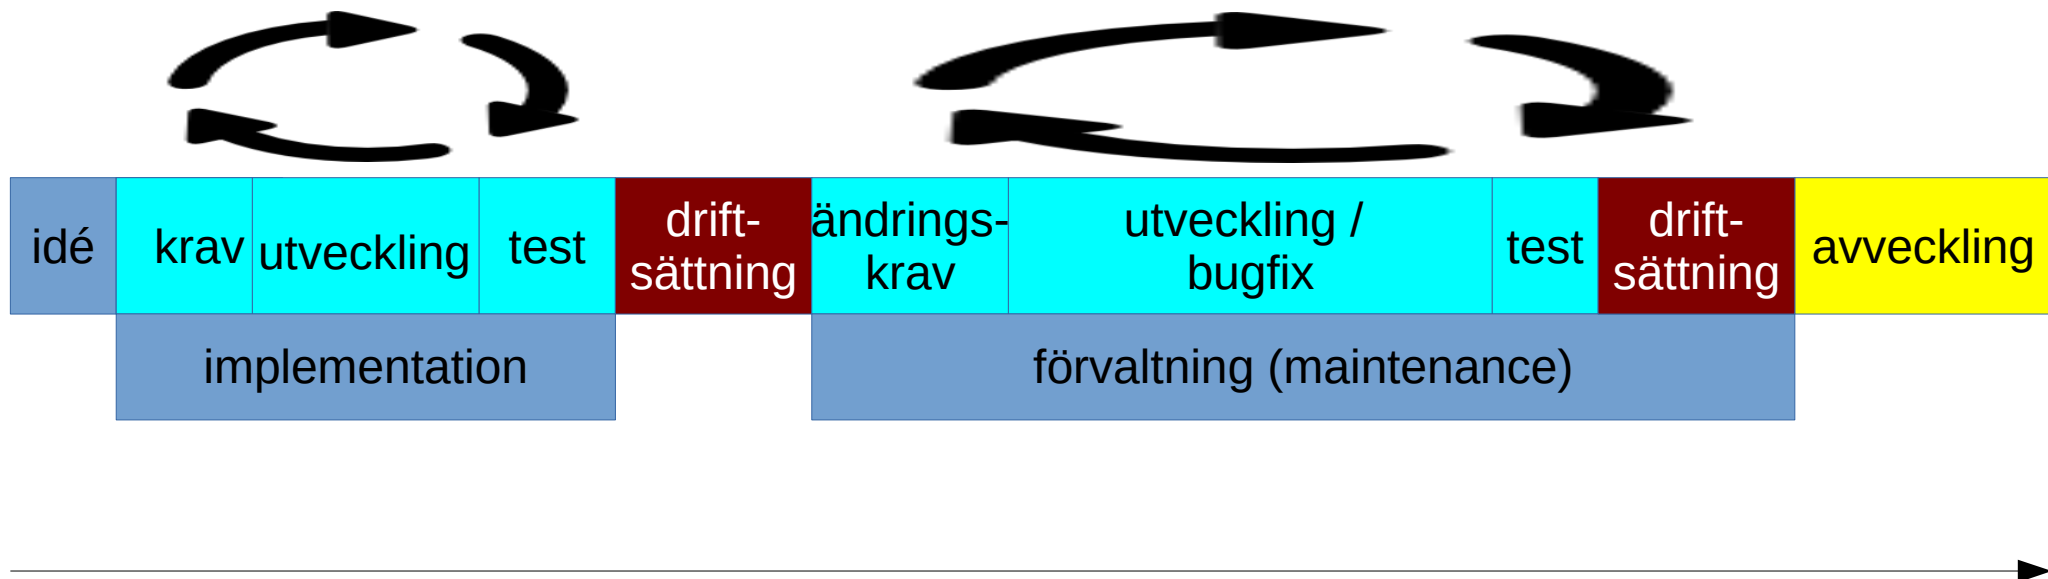 idé
krav
utveckling
test
drift-
sättning
ändrings-
krav
utveckling /
bugfix
test
drift-
sättning
avveckling
implementation
förvaltning (maintenance)